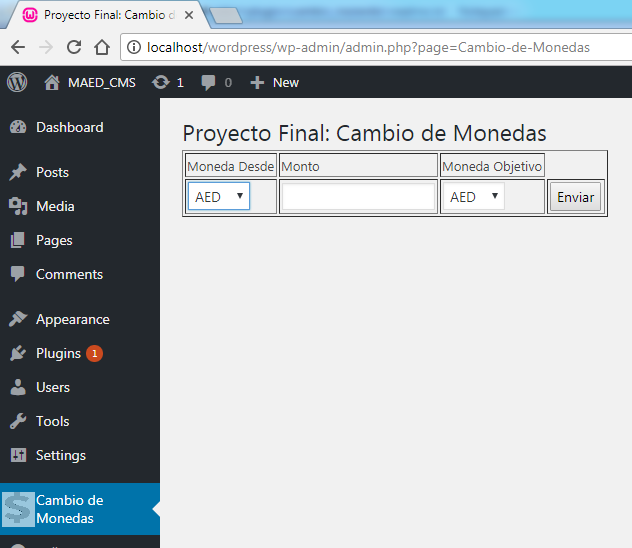 Proyecto Final: Cambio d
localhost/wordpress/wp-admin/admin.php?page=Cambio-de-Monedas
MAED_CMS 1 0 New
Dashboard
Posts
Media
Pages
Comments
Appearance
Plugins 1
Users
Tools
Settings
Cambio de
Monedas
Proyecto Final: Cambio de Monedas
Moneda Desde Monto Moneda Objetivo
AED AED Enviar